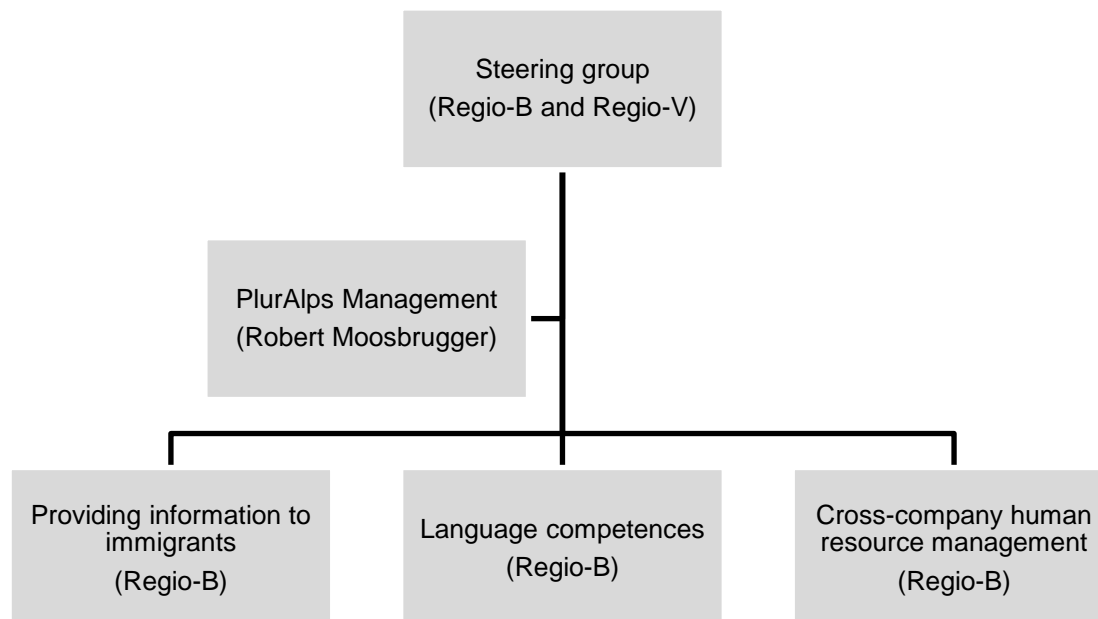 Steering group
(Regio-B and Regio-V)
PlurAlps Management
(Robert Moosbrugger)
Providing information to
immigrants
(Regio-B)
Language competences
(Regio-B)
Cross-company human
resource management
(Regio-B)